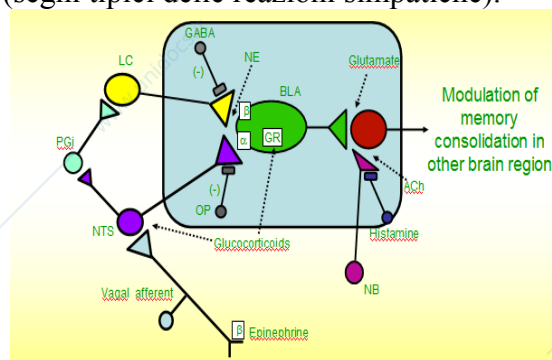 (segni tipici delle reazioni simpatiche).
GABA
LC
(-)
NE
BLA
Glutamate
β
α
GR
Modulation of
memory
consolidation in
other brain region
PGi
ACh
(-)
OP
NTS
Histamine
Glucocorticoids
NB
Vagal afferent
β
Epinephrine